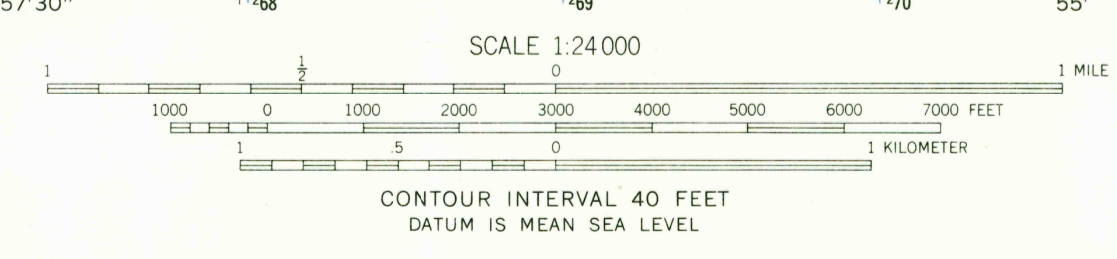 57'30" 268 269 270 55'
SCALE 1:24 000
1 1/2 0 1 MILE
1000 0 1000 2000 3000 4000 5000 6000 7000 FEET
1 .5 0 1 KILOMETER
CONTOUR INTERVAL 40 FEET
DATUM IS MEAN SEA LEVEL